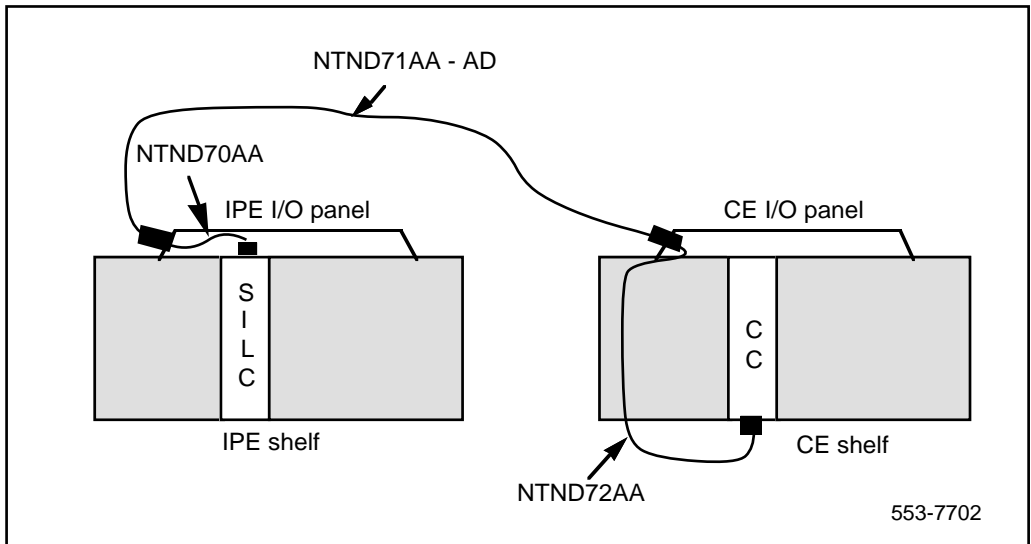 NTND71AA - AD
NTND70AA
IPE I/O panel
CE I/O panel
S
I
L
C
C
C
IPE shelf
CE shelf
NTND72AA
553-7702